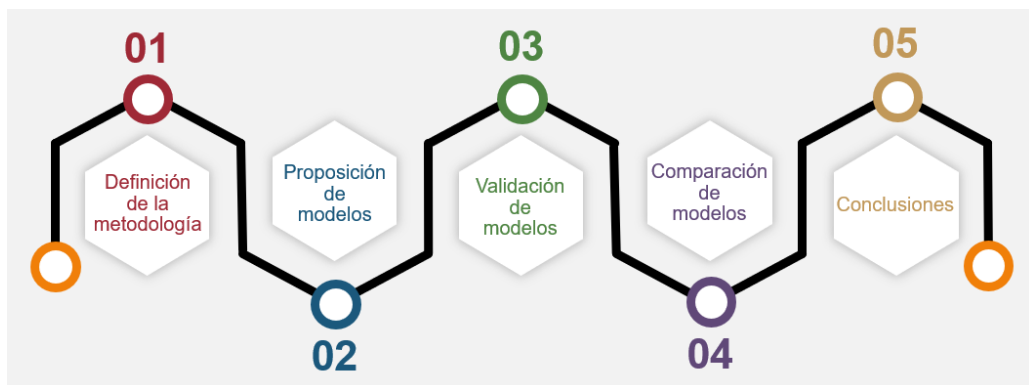 01
Definición
de la
metodología
Proposición
de
modelos
02
03
Validación
de
modelos
Comparación
de
modelos
04
05
Conclusiones